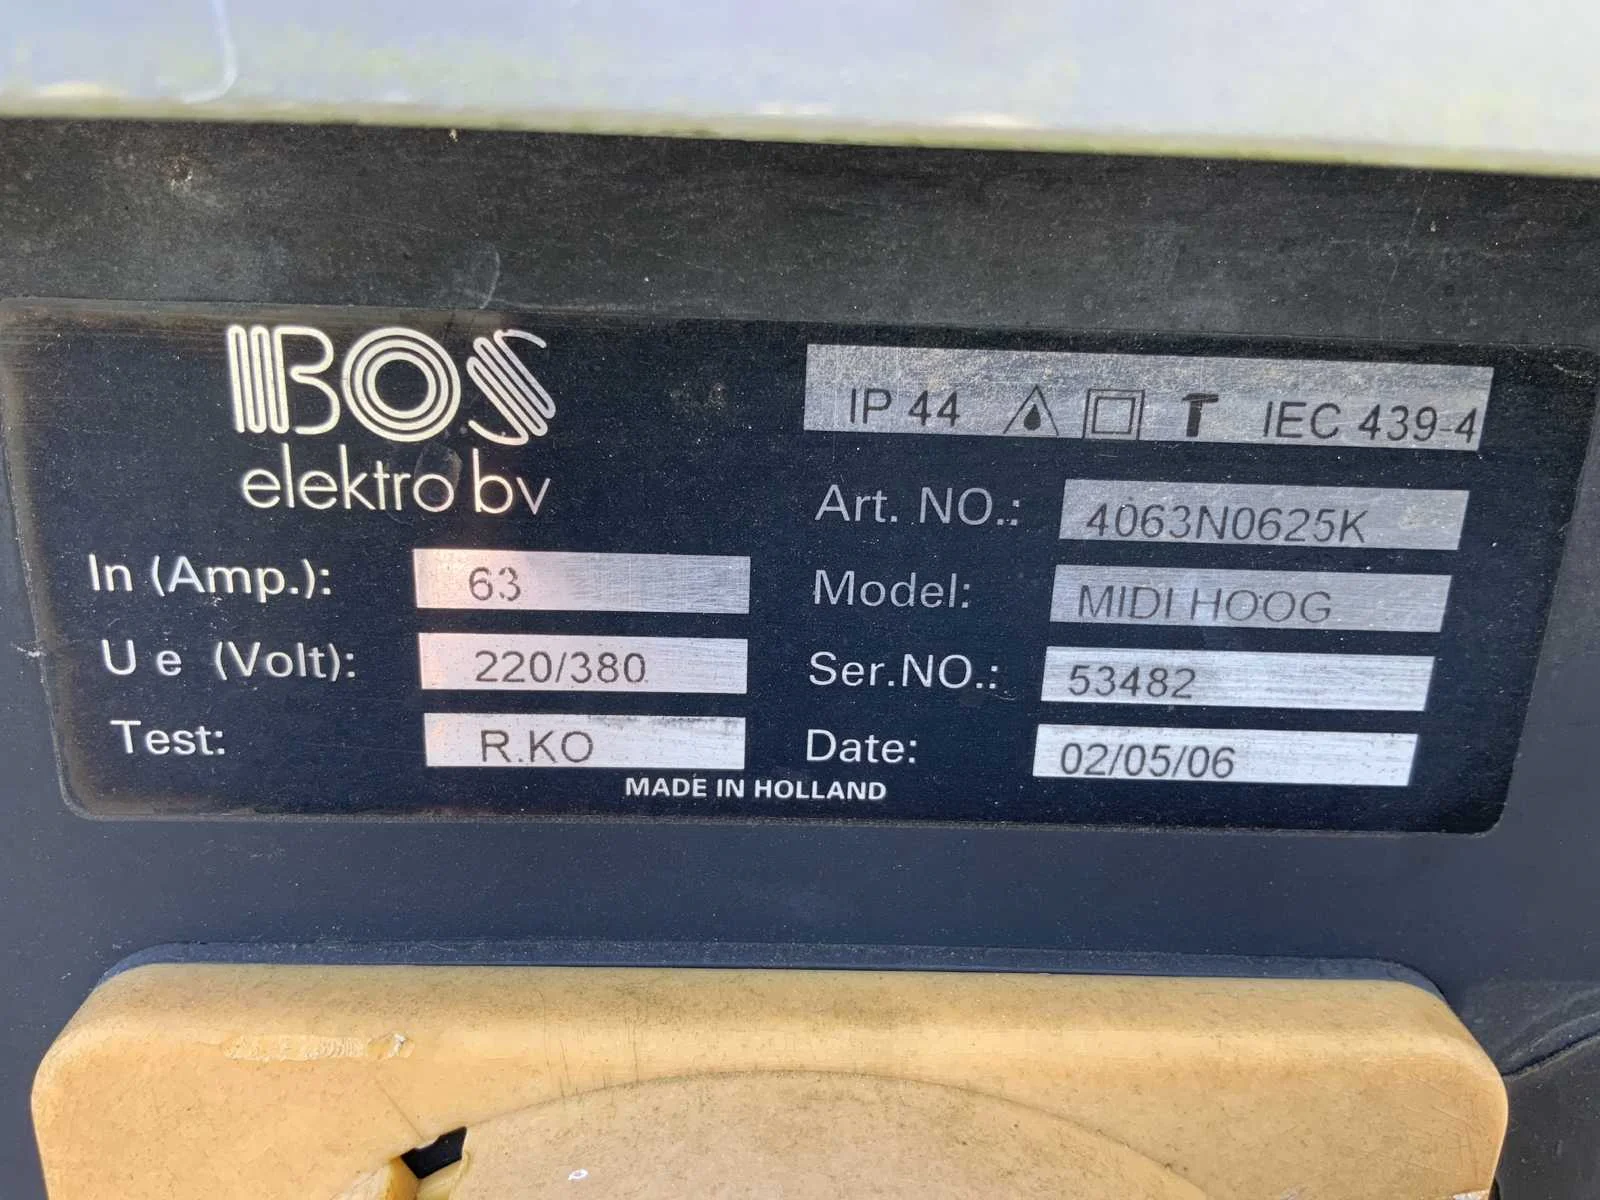 BOS
elektro bv
IP 44 IEC 439-4
Art. NO.: 4063N0625K
In (Amp.): 63
Model: MIDI HOOG
U e (Volt): 220/380
Ser.NO.: 53482
Test: R.KO
Date: 02/05/06
MADE IN HOLLAND